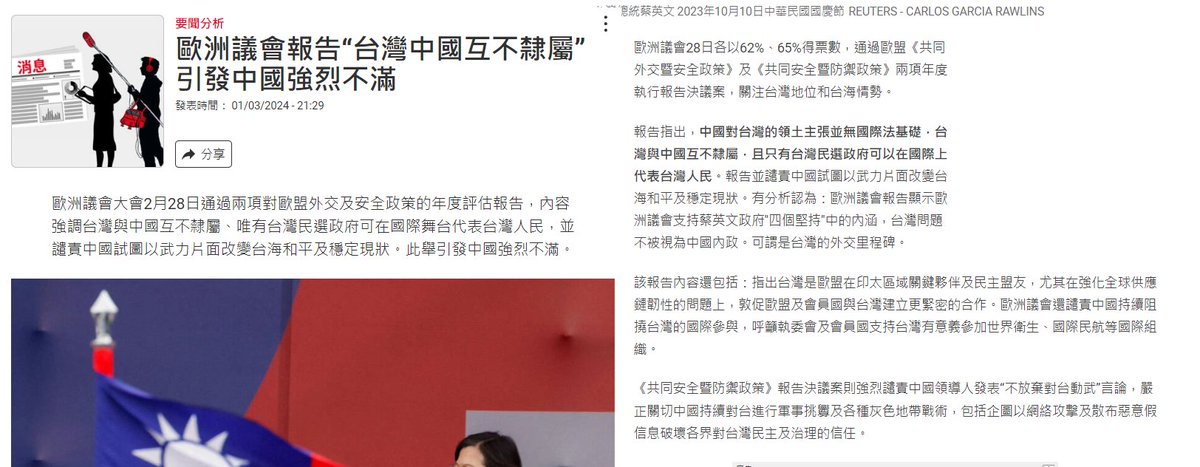 要聞分析
歐洲議會報告“台灣中國互不隸屬”
引發中國強烈不滿
發表時間： 01/03/2024 - 21:29
分享
消息
歐洲議會大會2月28日通過兩項對歐盟外交及安全政策的年度評估報告，內容
強調台灣與中國互不隸屬、唯有台灣民選政府可在國際舞台代表台灣人民，並
譴責中國試圖以武力片面改變台海和平及穩定現狀。此舉引發中國強烈不滿。
總統蔡英文 2023年10月10日中華民國國慶節 REUTERS - CARLOS GARCIA RAWLINS
歐洲議會28日各以62%、65%得票數，通過歐盟《共同
外交暨安全政策》及《共同安全暨防禦政策》兩項年度
執行報告決議案，關注台灣地位和台海情勢。
報告指出，中國對台灣的領土主張並無國際法基礎．台
灣與中國互不隸屬．且只有台灣民選政府可以在國際上
代表台灣人民。報告並譴責中國試圖以武力片面改變台
海和平及穩定現狀。有分析認為：歐洲議會報告顯示歐
洲議會支持蔡英文政府"四個堅持"中的內涵，台灣問題
不被視為中國內政。可謂是台灣的外交里程碑。
該報告內容還包括：指出台灣是歐盟在印太區域關鍵夥伴及民主盟友，尤其在強化全球供應
鏈韌性的問題上，敦促歐盟及會員國與台灣建立更緊密的合作。歐洲議會還譴責中國持續阻
撓台灣的國際參與，呼籲執委會及會員國支持台灣有意義參加世界衛生、國際民航等國際組
織。
《共同安全暨防禦政策》報告決議案則強烈譴責中國領導人發表“不放棄對台動武”言論，嚴
正關切中國持續對台進行軍事挑釁及各種灰色地帶戰術，包括企圖以網絡攻擊及散布惡意假
信息破壞各界對台灣民主及治理的信任。